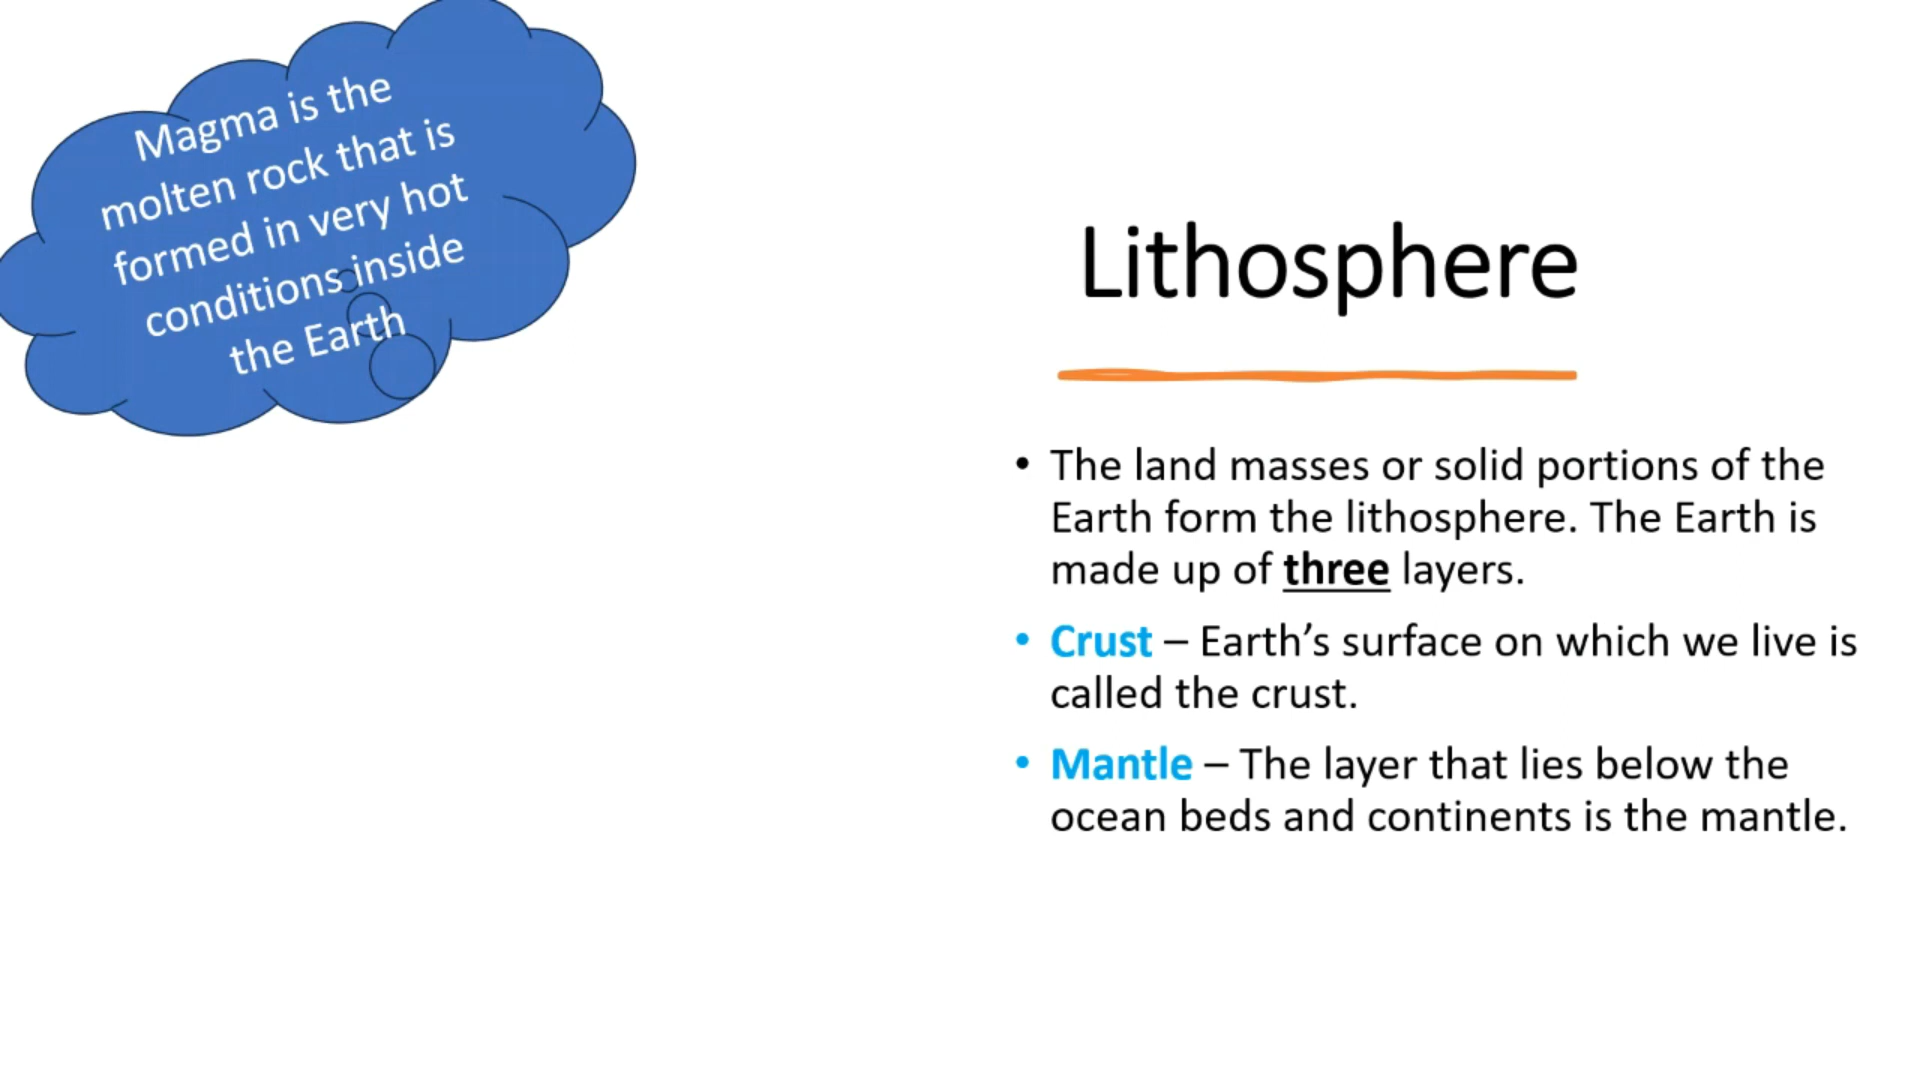 Magma is the
molten rock that is
formed in very hot
conditions inside
the Earth
Lithosphere
• The land masses or solid portions of the
Earth form the lithosphere. The Earth is
made up of three layers.
• Crust – Earth’s surface on which we live is
called the crust.
• Mantle – The layer that lies below the
ocean beds and continents is the mantle.